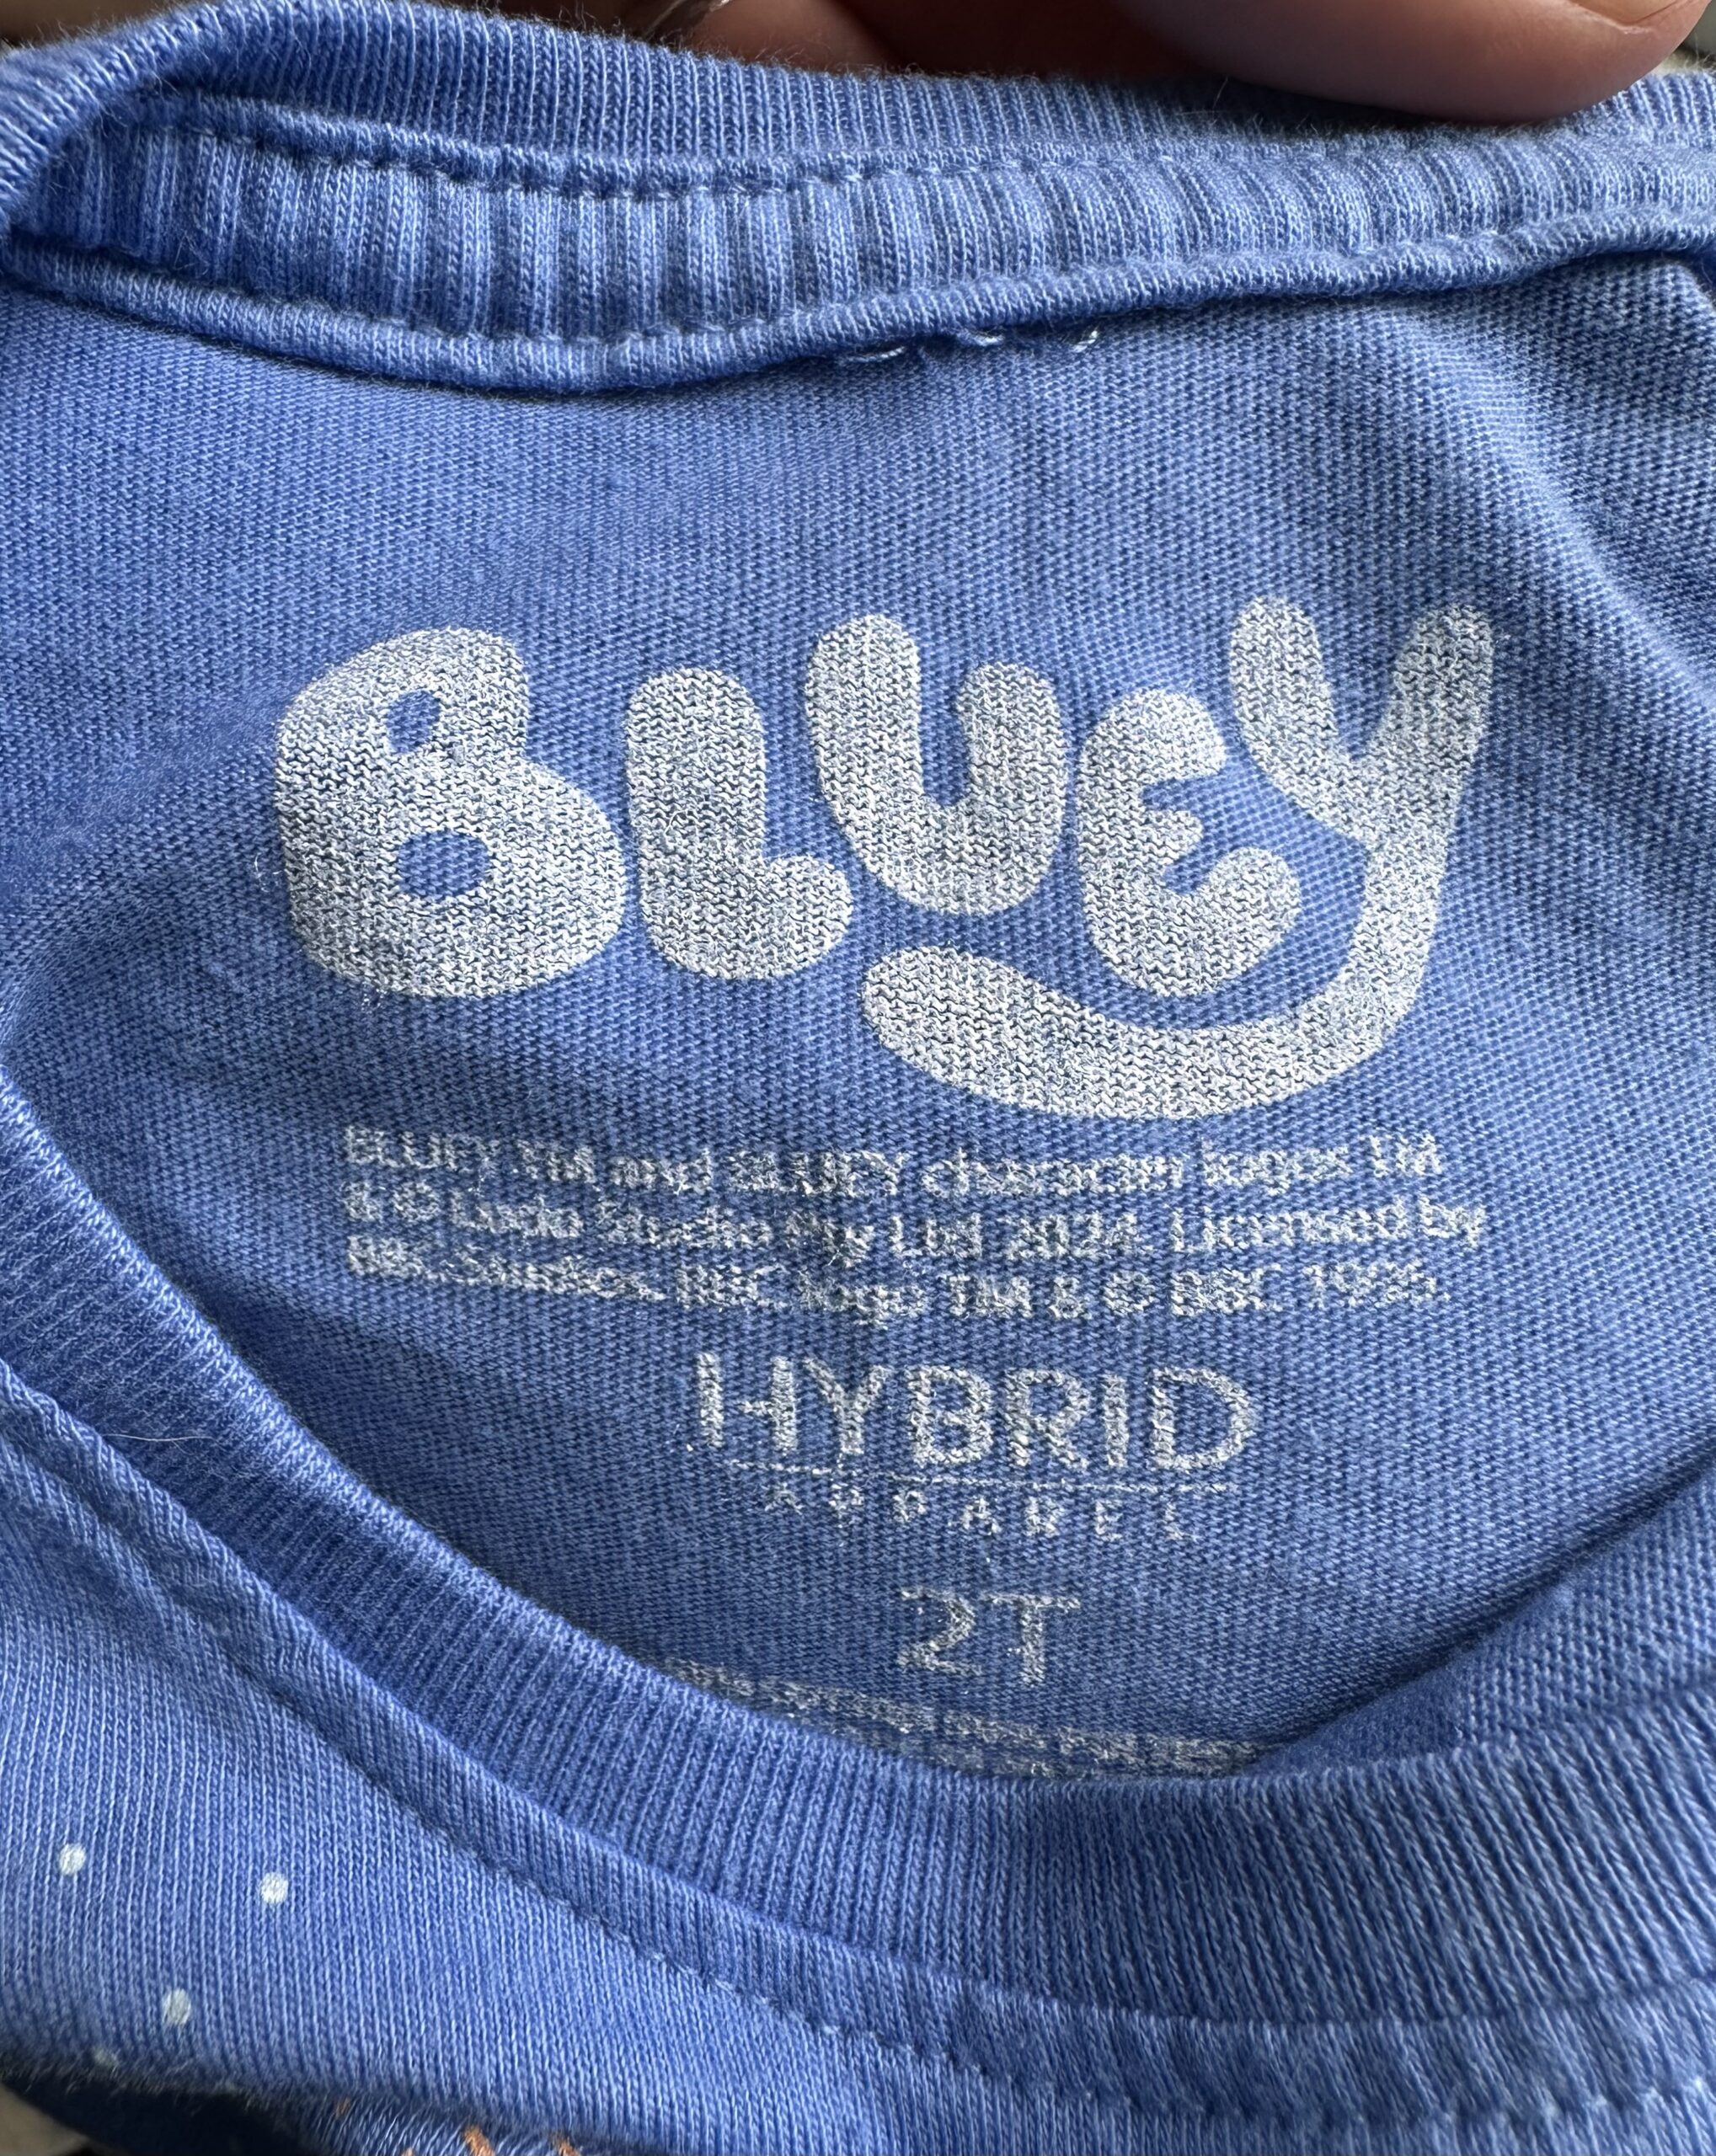 BLUEY
BLUEY TM and BLUEY character logos TM
& © Ludo Studio Pty Ltd 2024. Licensed by
BBC Studios. BBC logo TM & © BBC 1996.
HYBRID
APPAREL
2T